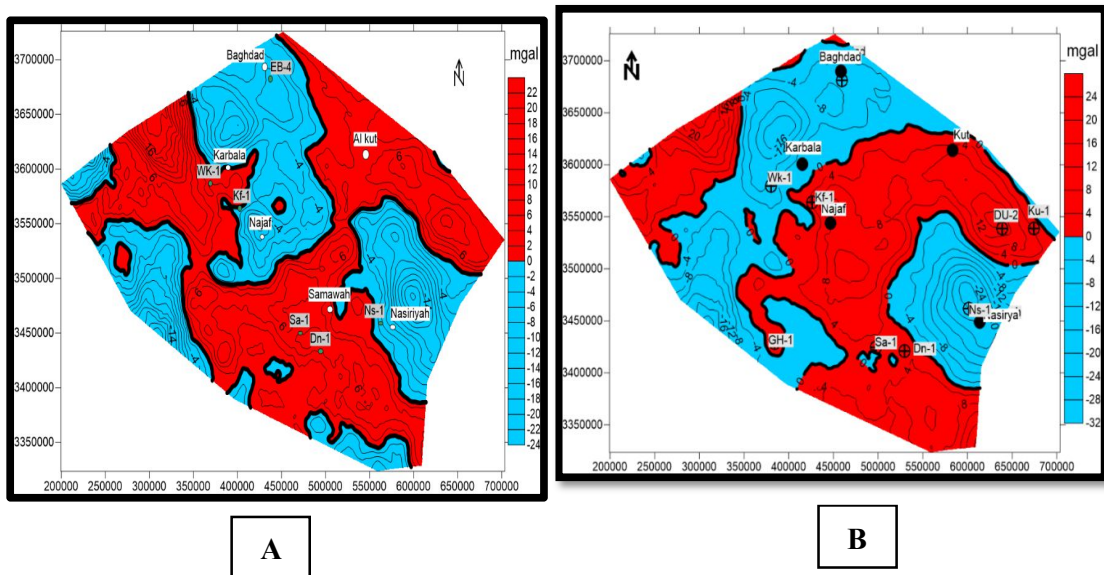 mgal
22
20
18
16
14
12
10
8
6
4
2
0
-2
-4
-6
-8
-10
-12
-14
-16
-18
-20
-22
-24
3700000
3650000
3600000
3550000
3500000
3450000
3400000
3350000
200000 250000 300000 350000 400000 450000 500000 550000 600000 650000 700000
N
Baghdad
EB-4
Al kut
Karbala
WK-1
Kf-1
Najaf
Samawah
Ns-1
Nasiriyah
Sa-1
Dn-1
A
mgal
24
20
16
12
8
4
0
-4
-8
-12
-16
-20
-24
-28
-32
3700000
3650000
3600000
3550000
3500000
3450000
3400000
3350000
200000 250000 300000 350000 400000 450000 500000 550000 600000 650000 700000
N
Baghdad
Kut
Karbala
Wk-1
Kf-1
Najaf
DU-2
Ku-1
Ns-1
asiriyah
GH-1
Sa-1
Dn-1
B